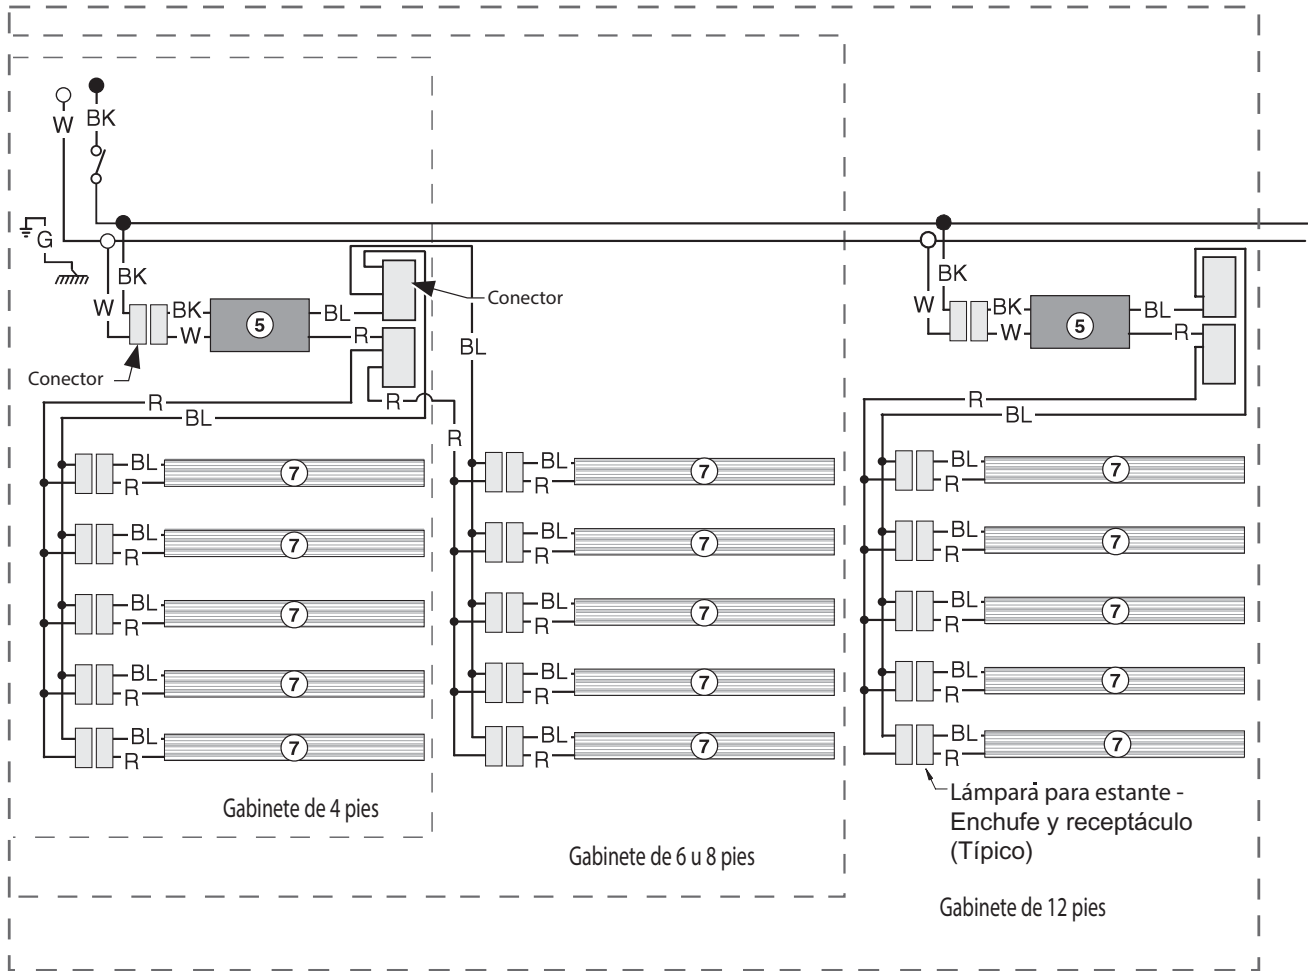 W
BK
G
BK
W
BK
W
5
BL
R
Conector
Conector
BL
R
BL
R
R
BK
W
BK
W
5
BL
R
R
BL
BL
R
7
BL
R
7
BL
R
7
BL
R
7
BL
R
7
BL
R
7
BL
R
7
BL
R
7
BL
R
7
BL
R
7
BL
R
7
BL
R
7
BL
R
7
BL
R
7
BL
R
7
Lámpara para estante -
Enchufe y receptáculo
(Típico)
Gabinete de 4 pies
Gabinete de 6 u 8 pies
Gabinete de 12 pies